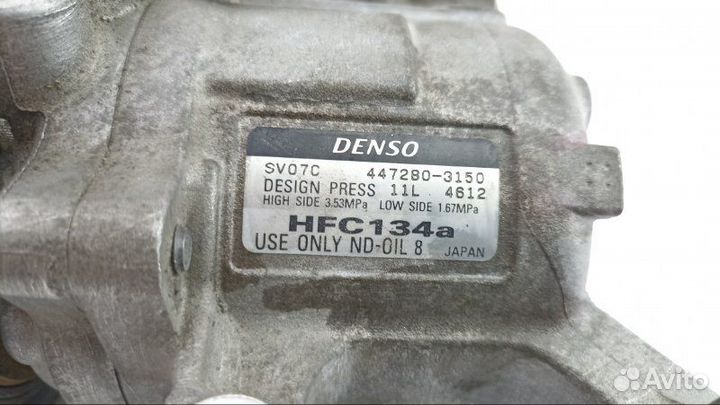 DENSO
SV07C 447280-3150
DESIGN PRESS 11L 4612
HIGH SIDE 3.53MPa LOW SIDE 1.67MPa
HFC134a
USE ONLY ND-OIL 8 JAPAN
Avito